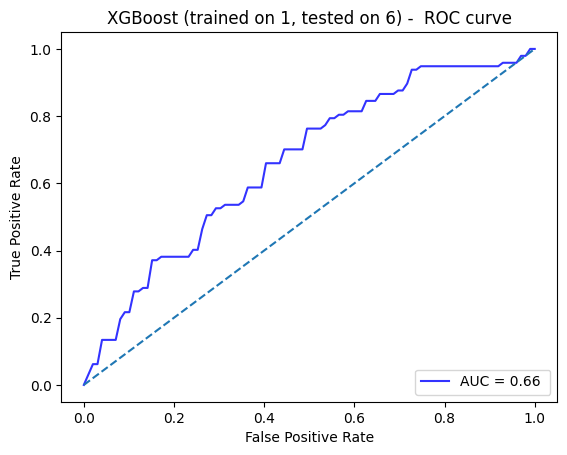 XGBoost (trained on 1, tested on 6) -  ROC curve
True Positive Rate
1.0
0.8
0.6
0.4
0.2
0.0
AUC = 0.66
0.0 0.2 0.4 0.6 0.8 1.0
False Positive Rate